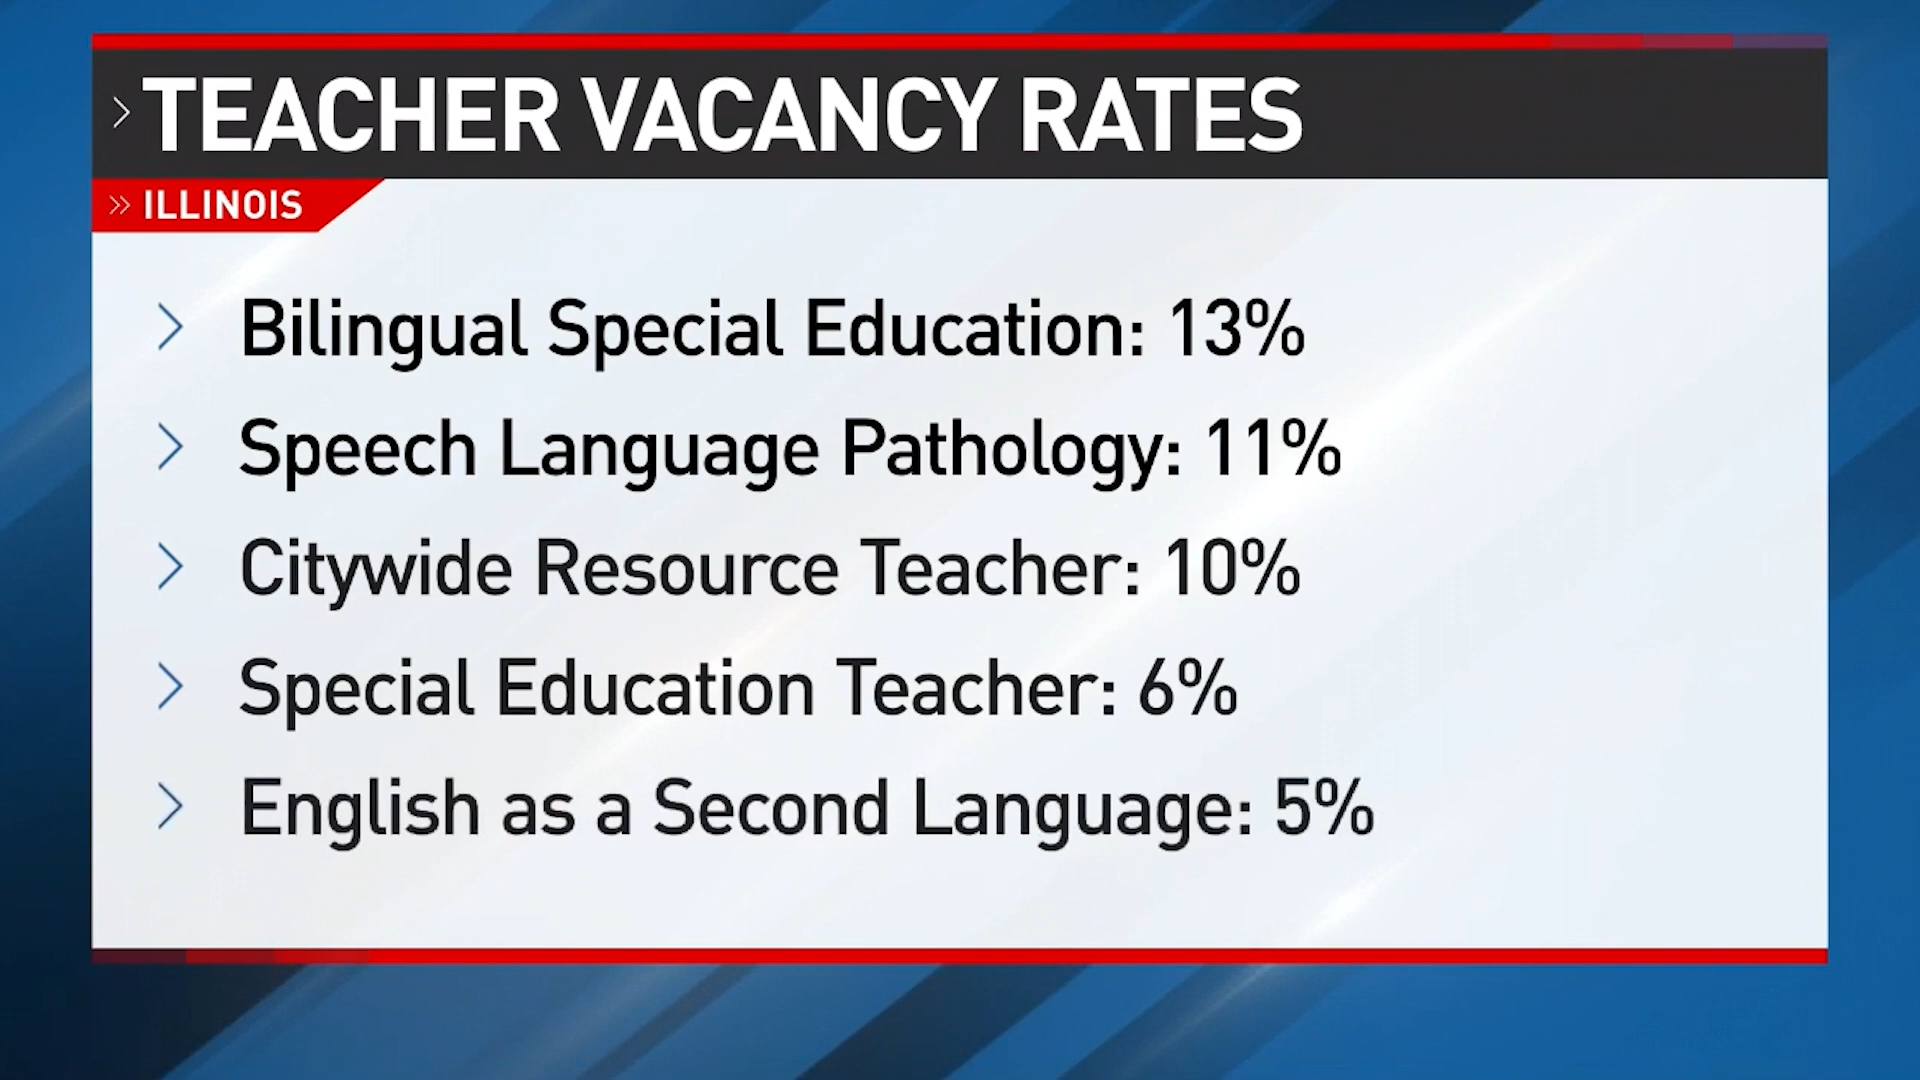 TEACHER VACANCY RATES
ILLINOIS
Bilingual Special Education: 13%
Speech Language Pathology: 11%
Citywide Resource Teacher: 10%
Special Education Teacher: 6%
English as a Second Language: 5%